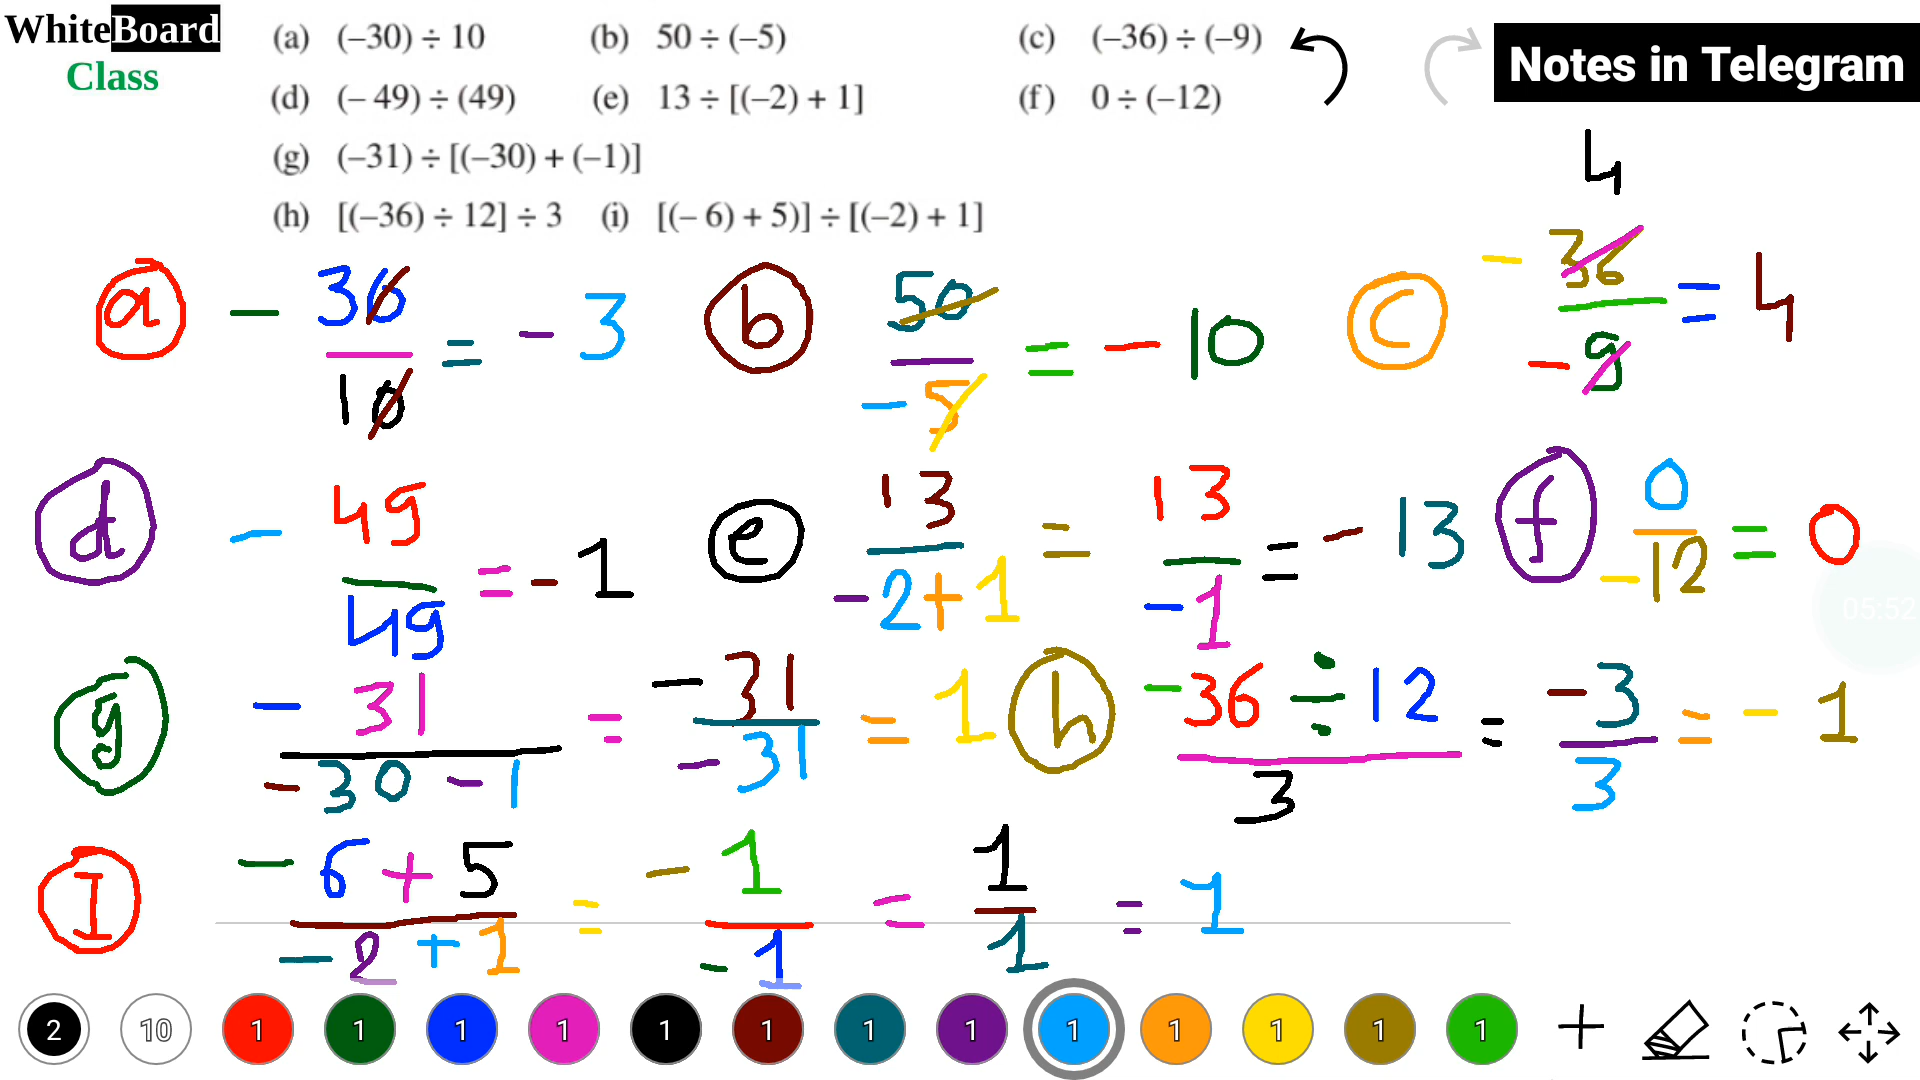 WhiteBoard
Class
Notes in Telegram
(a) (–30) ÷ 10 (b) 50 ÷ (–5) (c) (–36) ÷ (–9)
(d) (– 49) ÷ (49) (e) 13 ÷ [(–2) + 1] (f) 0 ÷ (–12)
(g) (–31) ÷ [(–30) + (–1)]
(h) [(–36) ÷ 12] ÷ 3 (i) [(– 6) + 5)] ÷ [(–2) + 1]
a - 30/10 = - 3 b 50/-5 = - 10 c 4 - 36/- 9 = 4
d - 49/49 = - 1 e 13/- 2 + 1 = 13/- 1 = - 13 f 0/- 12 = 0
05:52
g - 31/- 30 - 1 = - 31/- 31 = 1 h - 36 ÷ 12/3 = - 3/3 = - 1
I - 6 + 5/- 2 + 1 = - 1/- 1 = 1/1 = 1
2 10 1 1 1 1 1 1 1 1 1 1 1 1 1